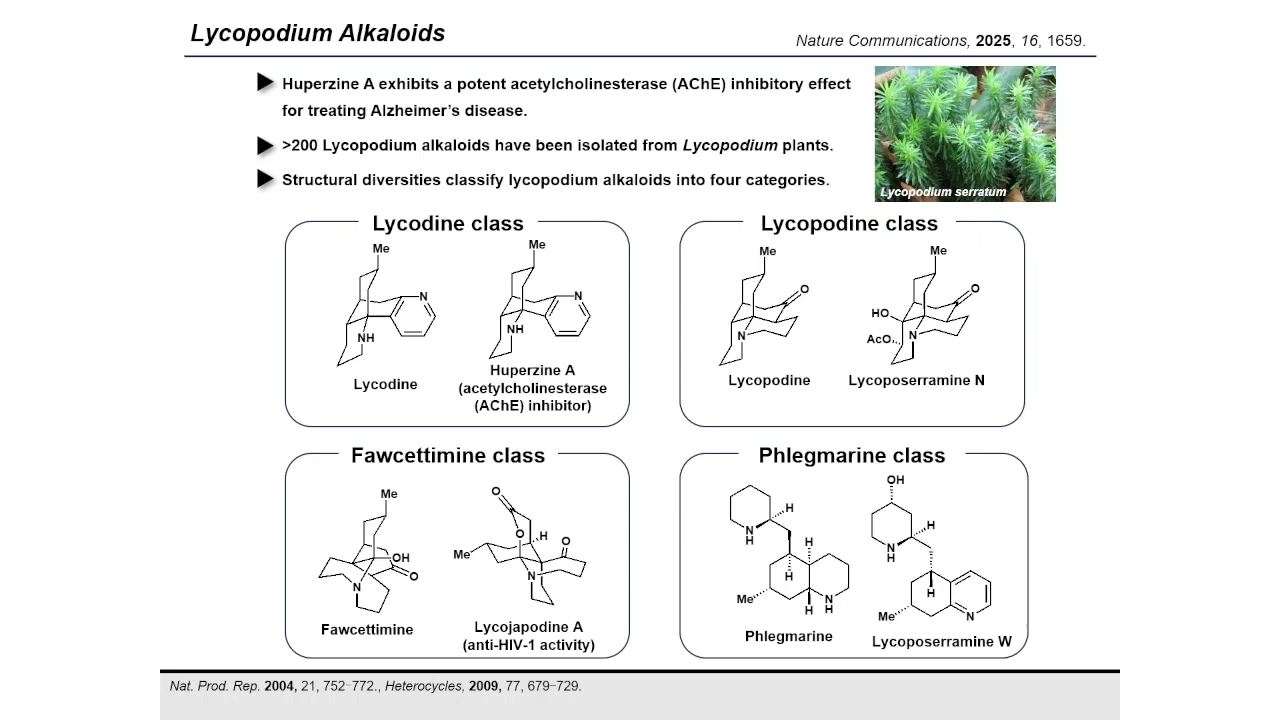 Lycopodium Alkaloids
Nature Communications, 2025, 16, 1659.
Huperzine A exhibits a potent acetylcholinesterase (AChE) inhibitory effect
for treating Alzheimer's disease.
>200 Lycopodium alkaloids have been isolated from Lycopodium plants.
Structural diversities classify lycopodium alkaloids into four categories.
Lycopodium serratum
Lycodine class
Me
N
NH
Lycodine
Me
N
NH
Huperzine A
(acetylcholinesterase
(AChE) inhibitor)
Lycopodine class
Me
O
N
Lycopodine
Me
O
HO
N
AcO
Lycoposerramine N
Fawcettimine class
Me
OH
O
N
Fawcettimine
O
O
H
O
Me
N
Lycojapodine A
(anti-HIV-1 activity)
Phlegmarine class
H
N
H
H
H
Me
N
H
H
Phlegmarine
OH
H
N
H
H
Me
N
Lycoposerramine W
Nat. Prod. Rep. 2004, 21, 752–772., Heterocycles, 2009, 77, 679–729.